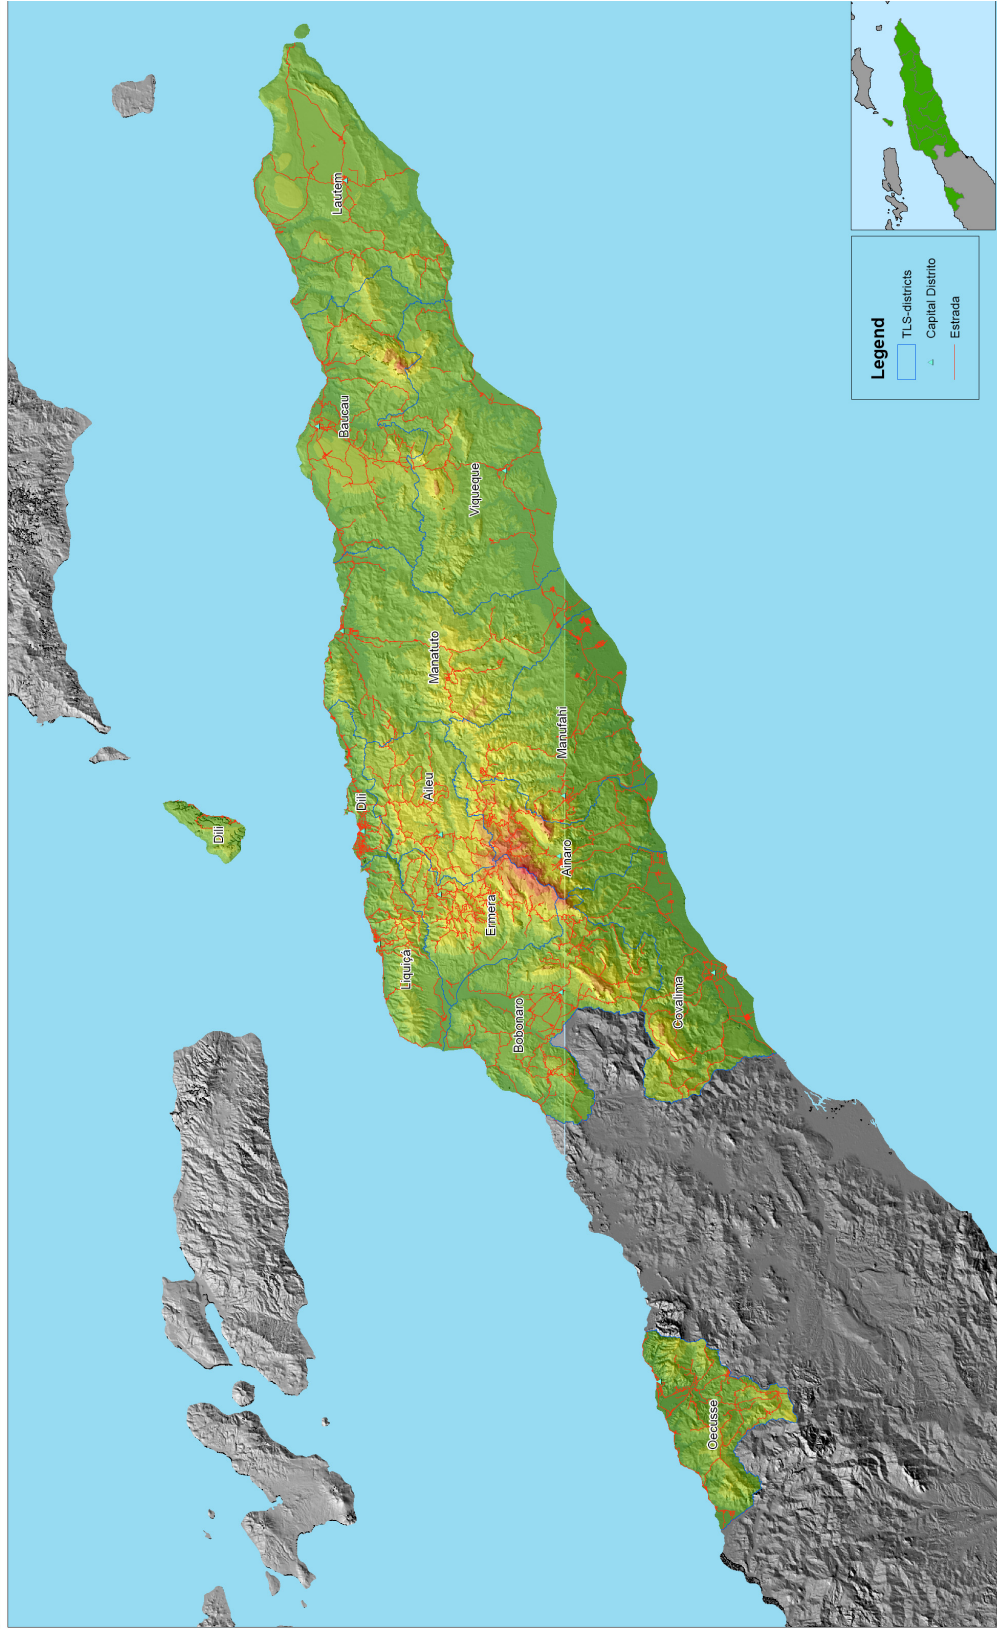 Dili
Dili
Lautem
Baucau
Viqueque
Manatuto
Manufahi
Aileu
Ainaro
Ermera
Liquiçá
Bobonaro
Covalima
Oecusse
Legend
TLS-districts
Capital Distrito
Estrada